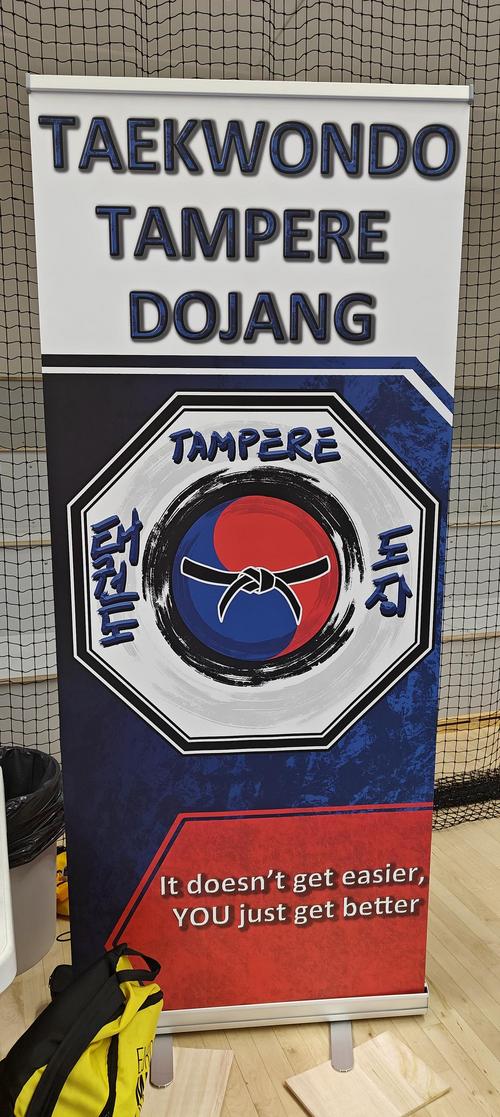 TAEKWONDO
TAMPERE
DOJANG
TAMPERE
태권도
도장
It doesn't get easier,
YOU just get better